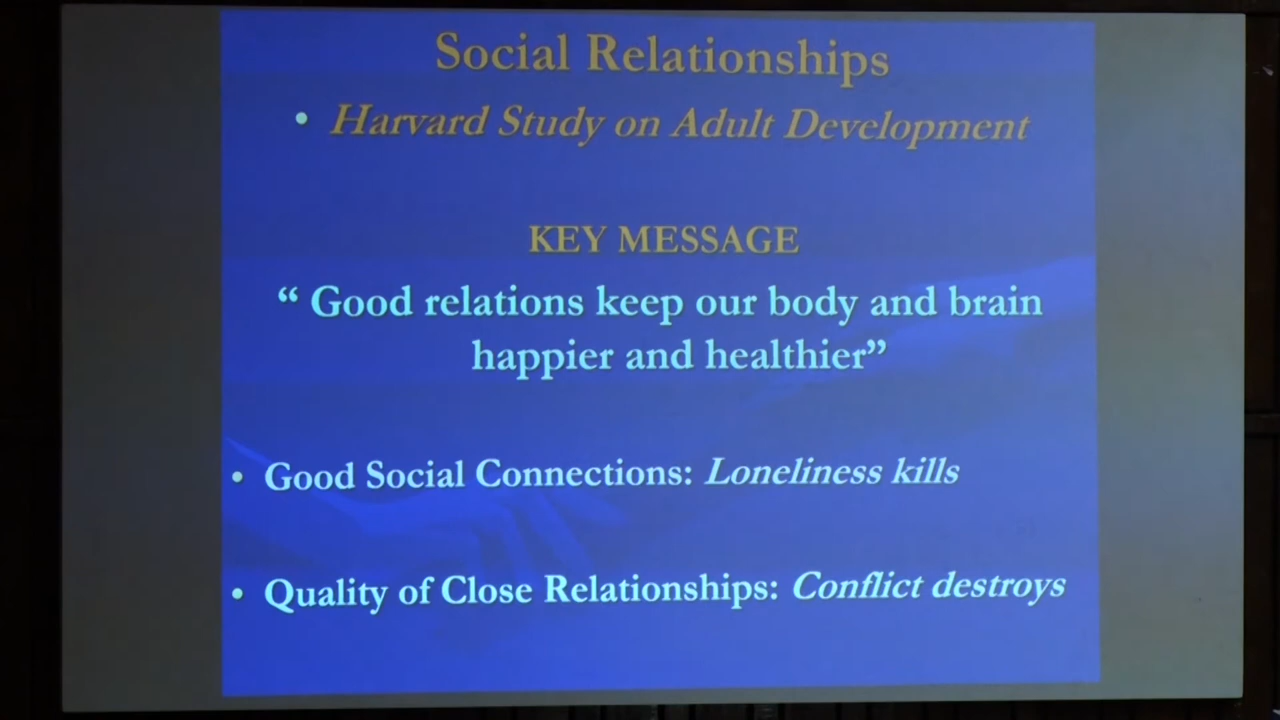 Social Relationships
• Harvard Study on Adult Development
KEY MESSAGE
“ Good relations keep our body and brain
happier and healthier”
• Good Social Connections: Loneliness kills
• Quality of Close Relationships: Conflict destroys